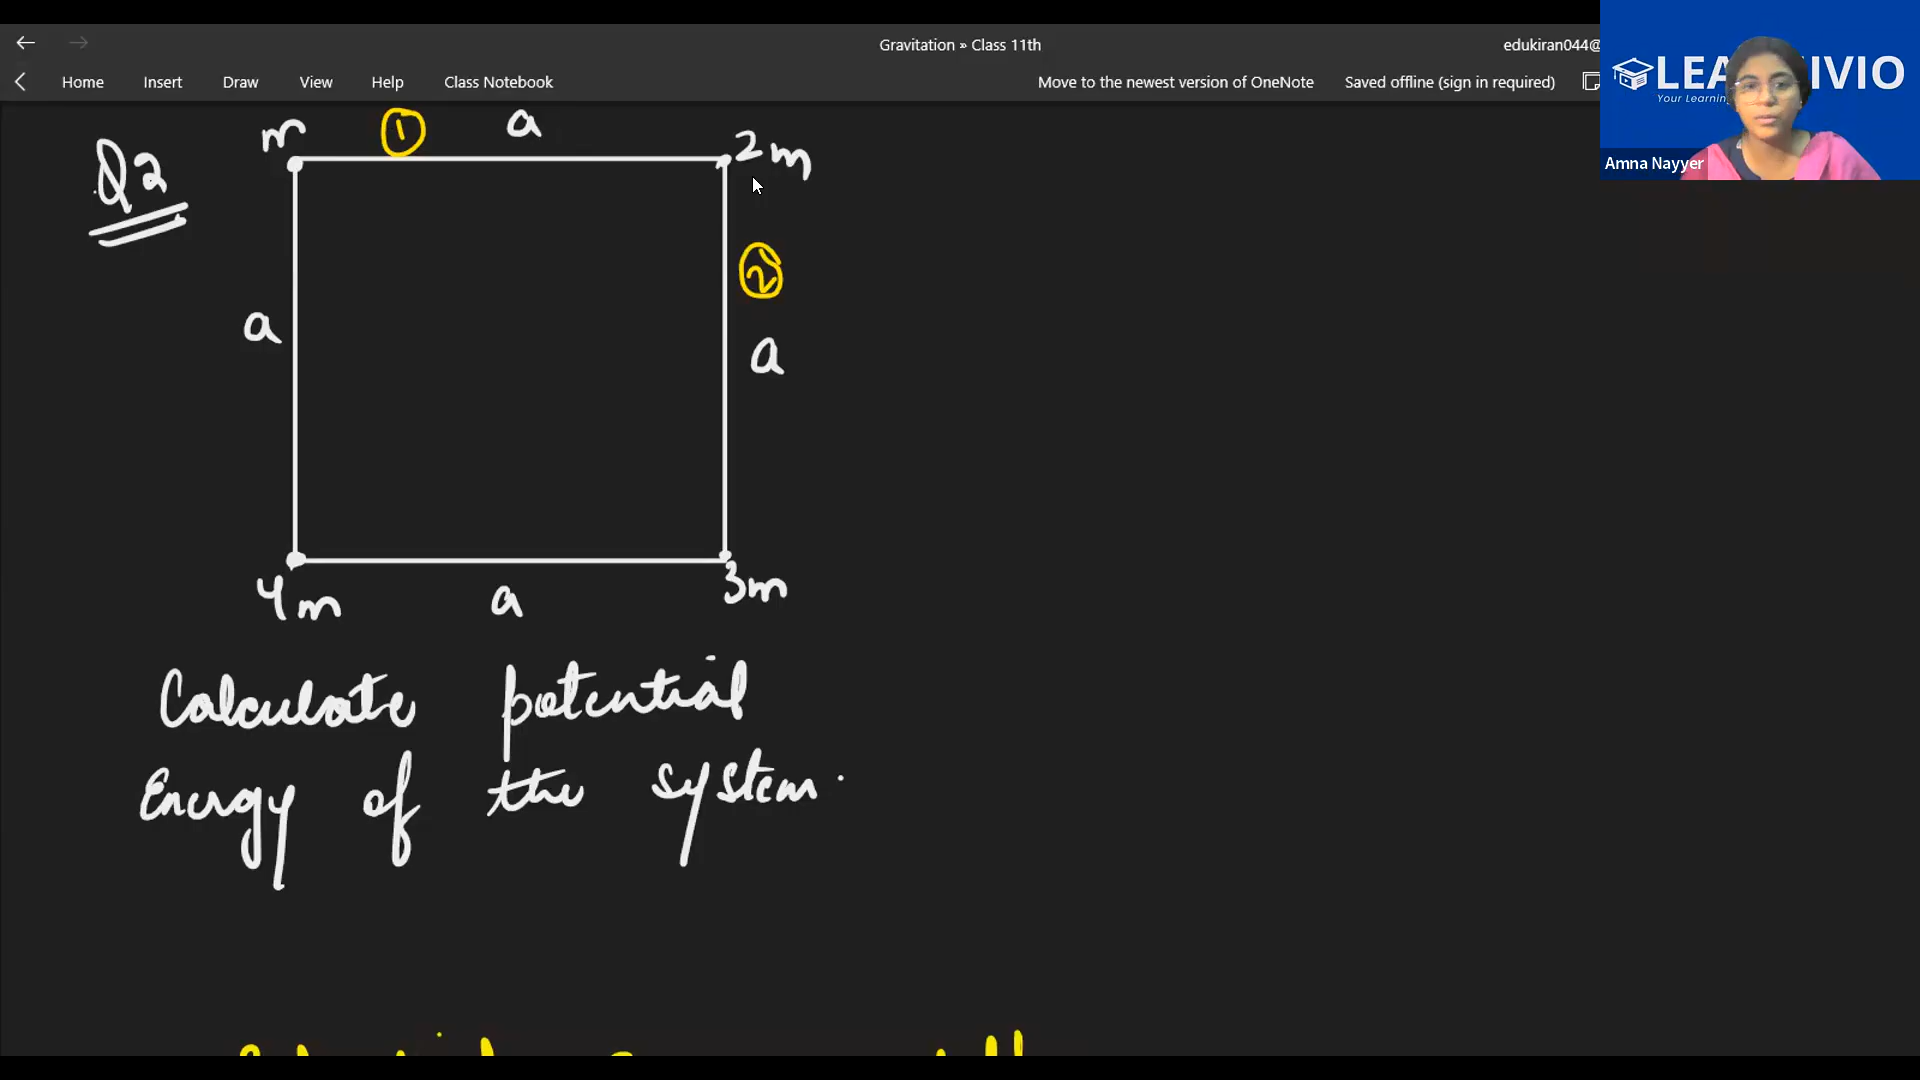 Gravitation » Class 11th
edukiran044@
Home Insert Draw View Help Class Notebook
Move to the newest version of OneNote Saved offline (sign in required)
Your Learnin
Amna Nayyer
Q2
m 1 a 2m
2
a a
4m a 3m
Calculate potential
Energy of the system.